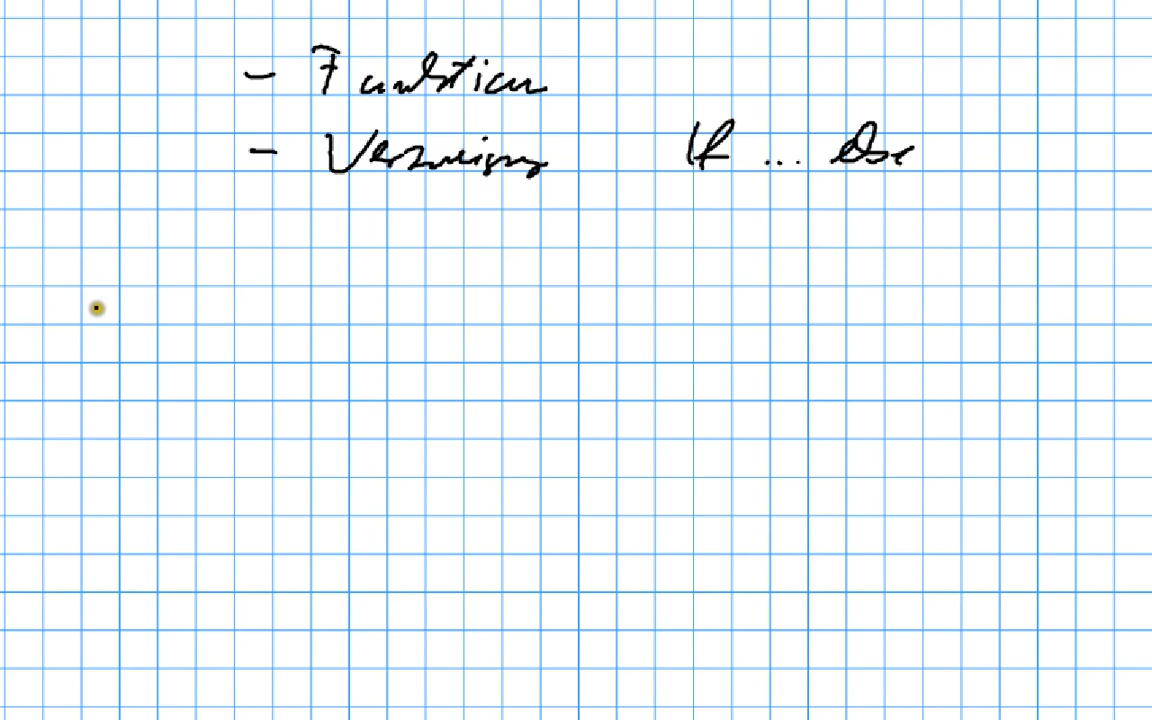 - Funktion
- Verzweigung If ... else